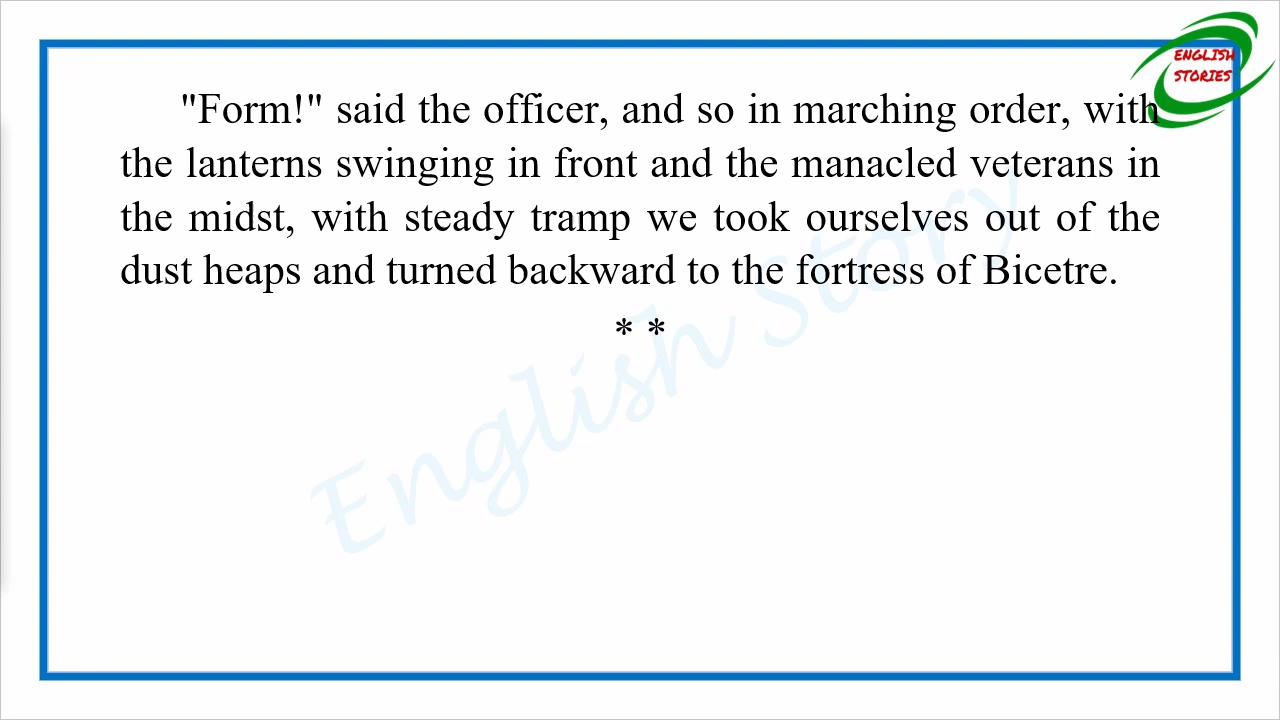 ENGLISH
STORIES
"Form!" said the officer, and so in marching order, with
the lanterns swinging in front and the manacled veterans in
the midst, with steady tramp we took ourselves out of the
dust heaps and turned backward to the fortress of Bicetre.
* *
English Story